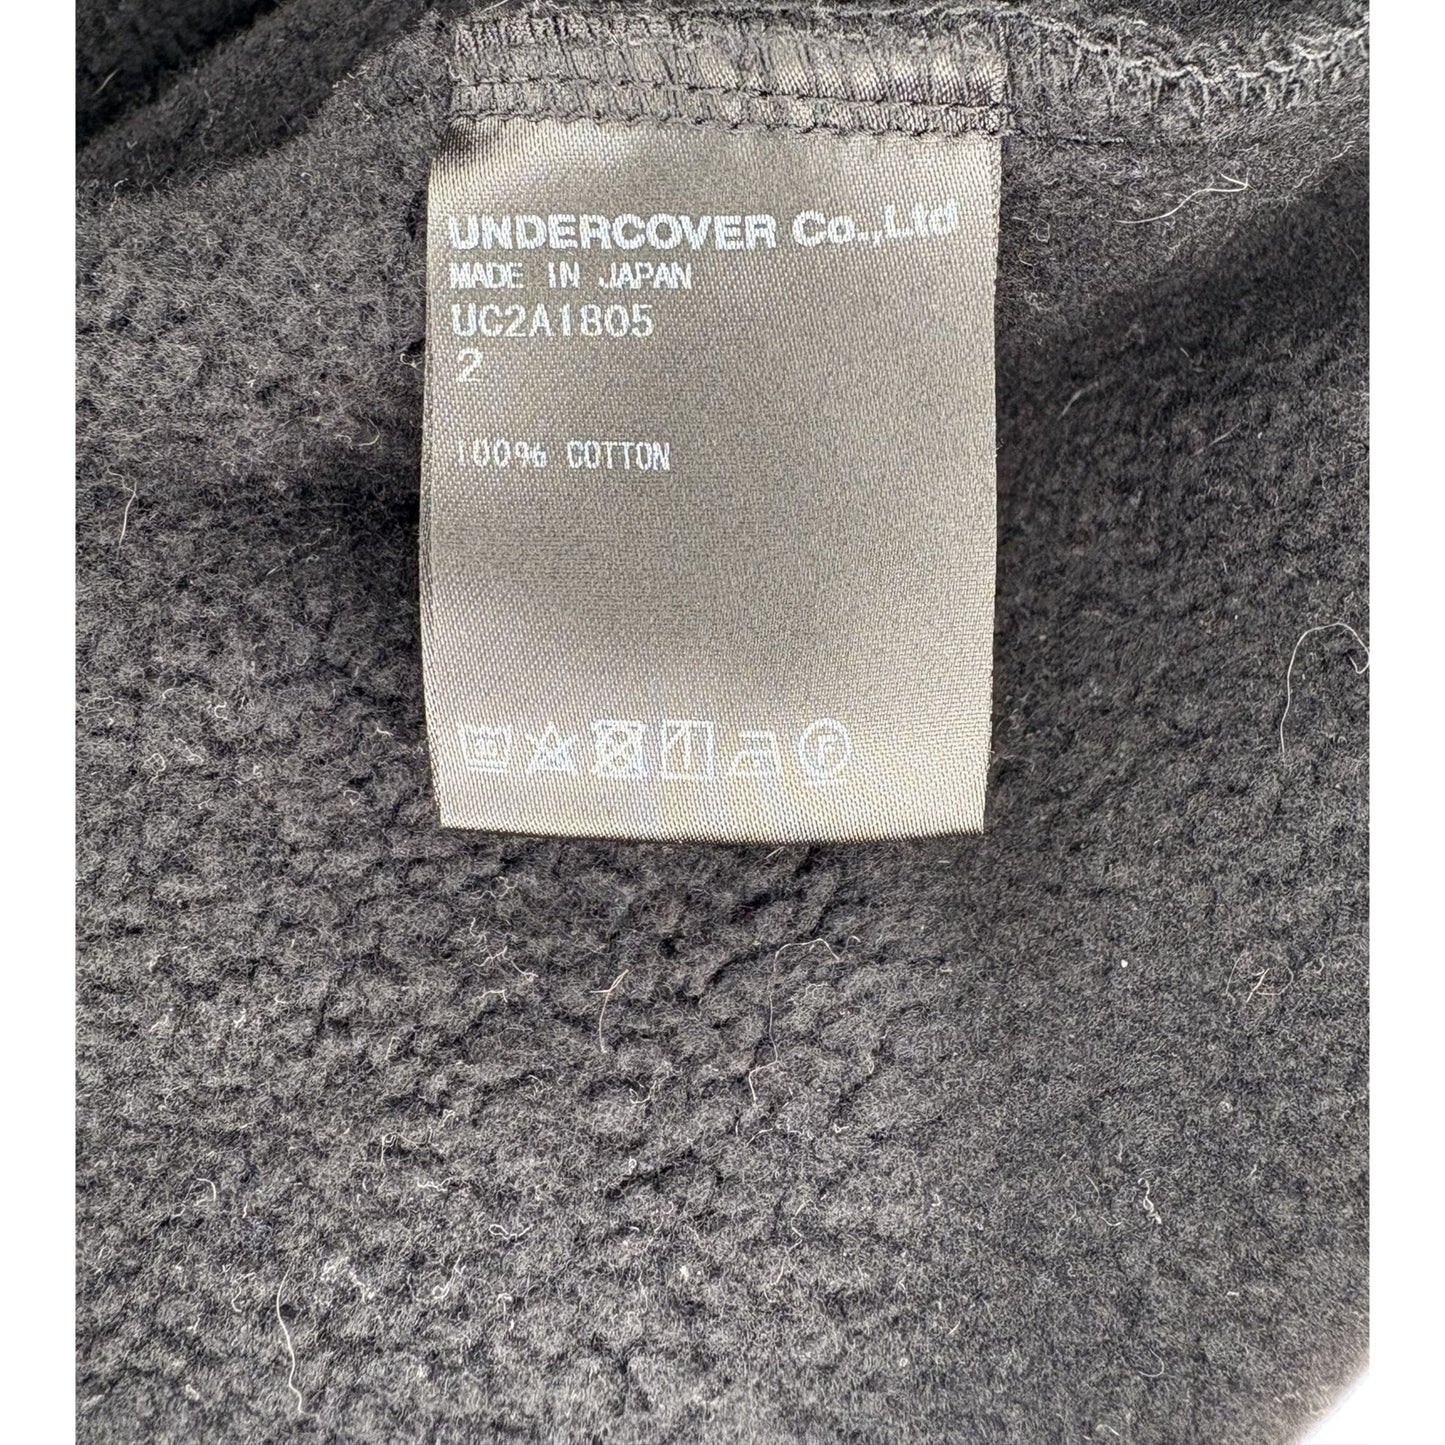 UNDERCOVER Co.,Ltd
MADE IN JAPAN
UC2A1805
2
100% COTTON